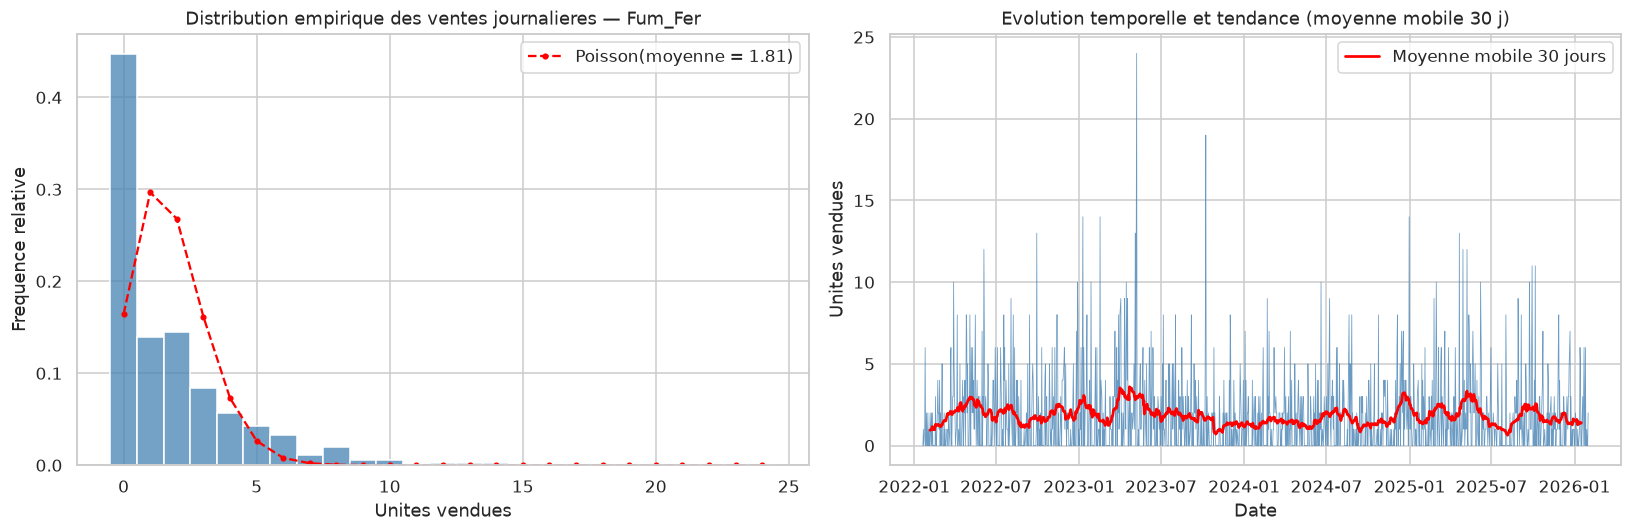 Distribution empirique des ventes journalieres — Fum_Fer
Frequence relative
0.4
0.3
0.2
0.1
0.0
Poisson(moyenne = 1.81)
0 5 10 15 20 25
Unites vendues
Evolution temporelle et tendance (moyenne mobile 30 j)
Unites vendues
25
20
15
10
5
0
Moyenne mobile 30 jours
2022-01 2022-07 2023-01 2023-07 2024-01 2024-07 2025-01 2025-07 2026-01
Date